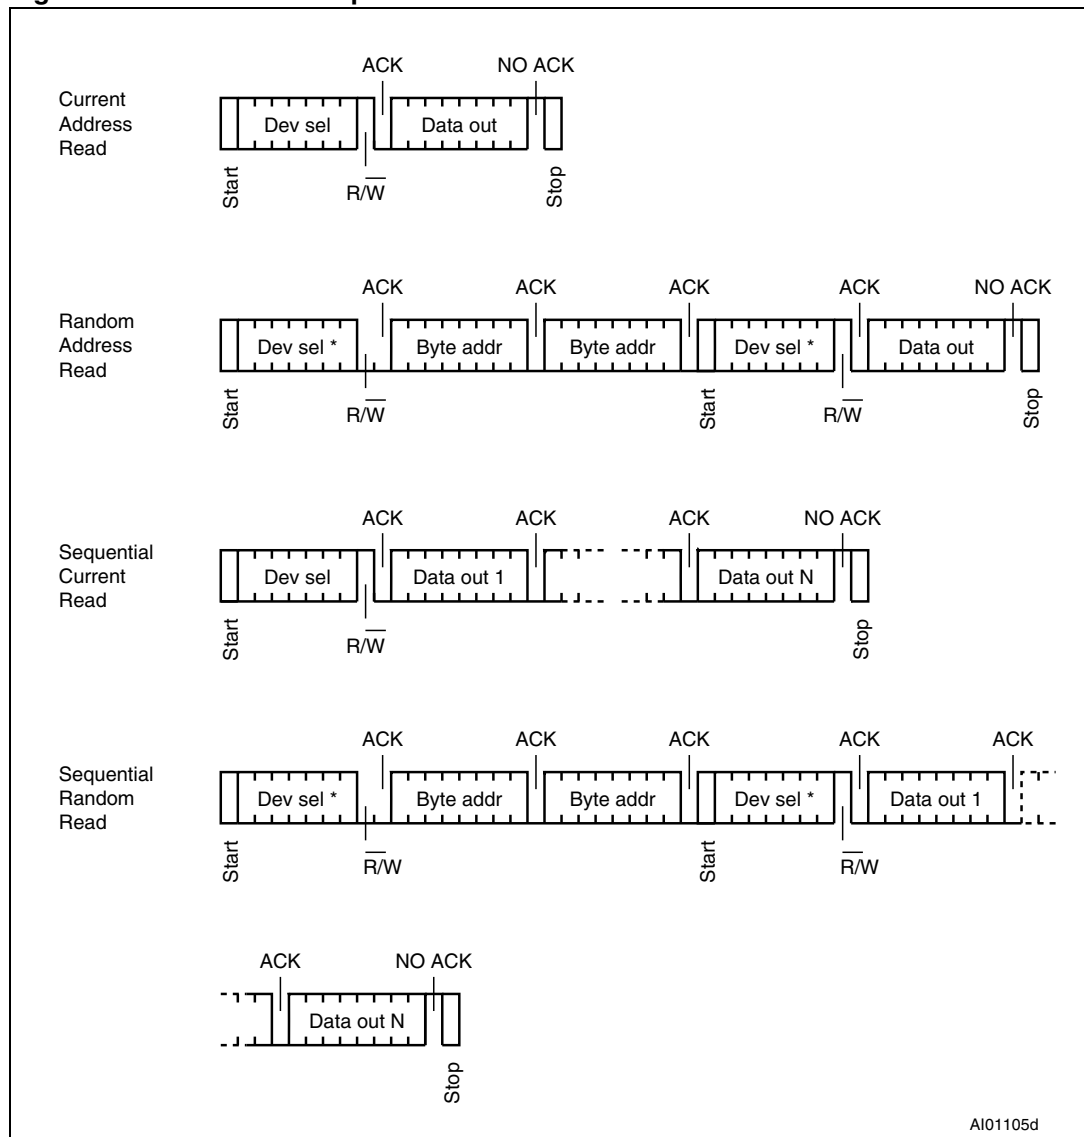 ACK NO ACK
Current
Address
Read
Dev sel Data out
Start R/W̅ Stop
ACK ACK ACK ACK NO ACK
Random
Address
Read
Dev sel * Byte addr Byte addr Dev sel * Data out
Start R/W̅ Start R/W̅ Stop
ACK ACK ACK NO ACK
Sequential
Current
Read
Dev sel Data out 1 Data out N
Start R/W̅ Stop
ACK ACK ACK ACK ACK
Sequential
Random
Read
Dev sel * Byte addr Byte addr Dev sel * Data out 1
Start R̅/W Start R̅/W
ACK NO ACK
Data out N
Stop
AI01105d